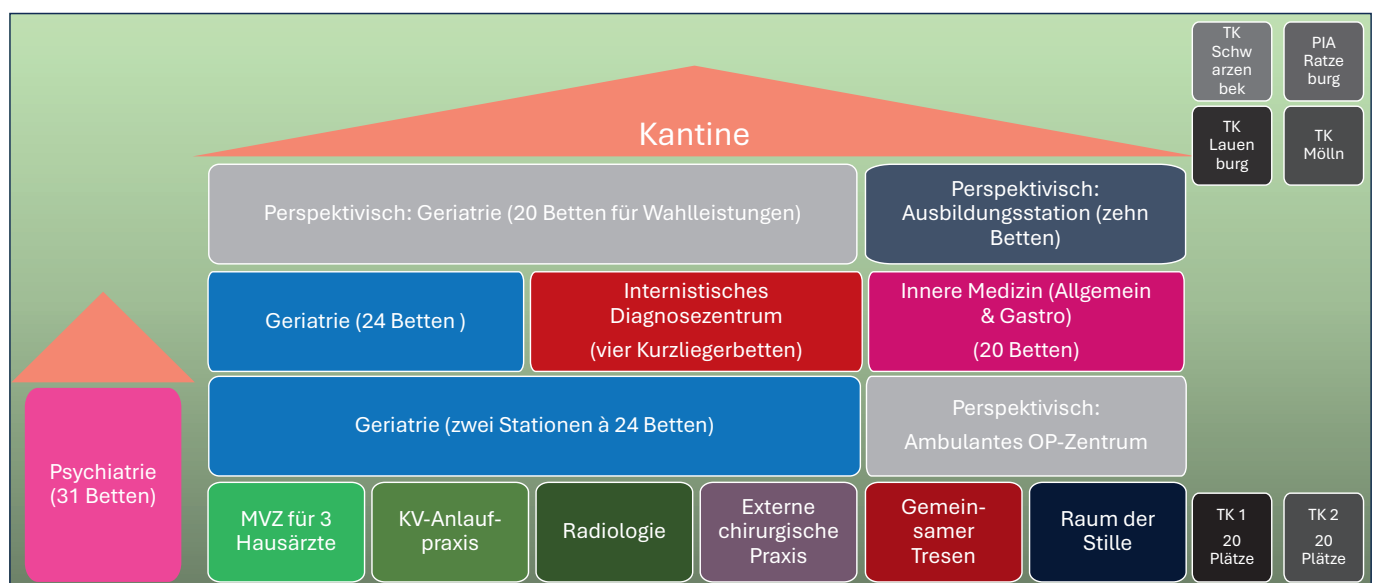 TK
Schw
arzen
bek
PIA
Ratze
burg
Kantine
TK
Lauen
burg
TK
Mölln
Perspektivisch: Geriatrie (20 Betten für Wahlleistungen)
Perspektivisch:
Ausbildungsstation (zehn
Betten)
Geriatrie (24 Betten )
Internistisches
Diagnosezentrum
(vier Kurzliegerbetten)
Innere Medizin (Allgemein
& Gastro)
(20 Betten)
Geriatrie (zwei Stationen à 24 Betten)
Perspektivisch:
Ambulantes OP-Zentrum
Psychiatrie
(31 Betten)
MVZ für 3
Hausärzte
KV-Anlauf-
praxis
Radiologie
Externe
chirurgische
Praxis
Gemein-
samer
Tresen
Raum der
Stille
TK 1
20
Plätze
TK 2
20
Plätze